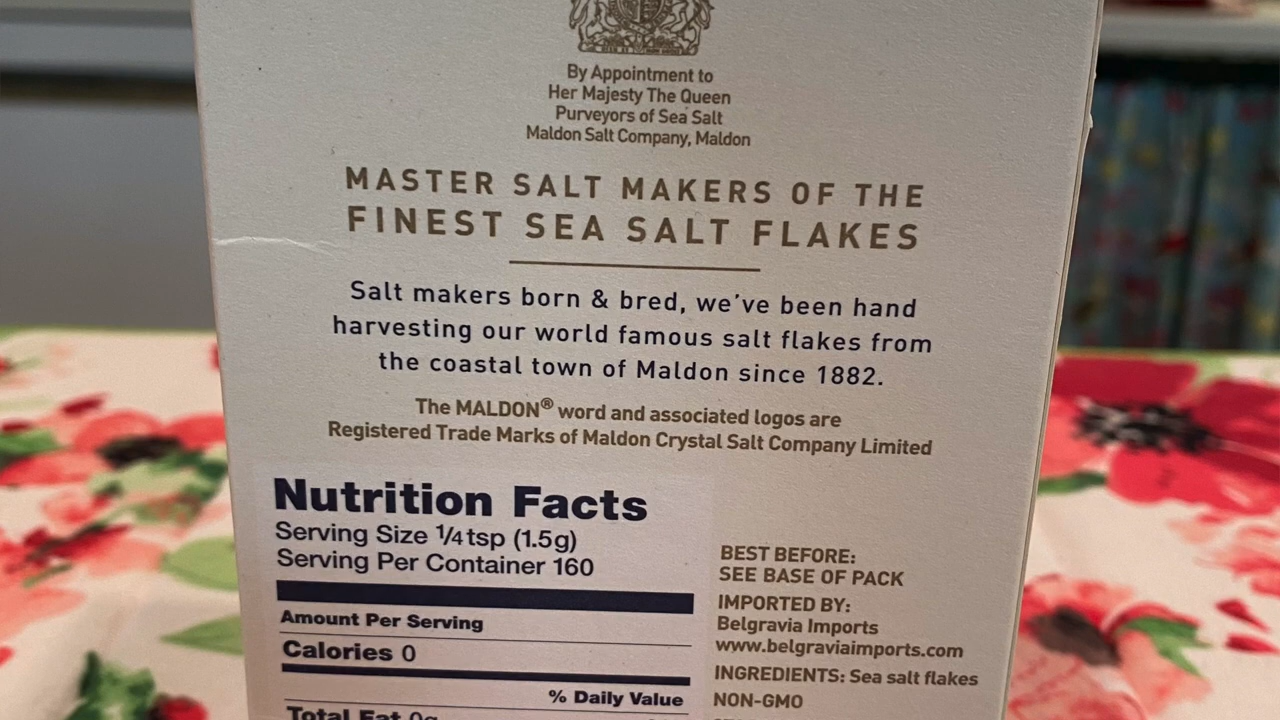 By Appointment to
Her Majesty The Queen
Purveyors of Sea Salt
Maldon Salt Company, Maldon
MASTER SALT MAKERS OF THE
FINEST SEA SALT FLAKES
Salt makers born & bred, we've been hand
harvesting our world famous salt flakes from
the coastal town of Maldon since 1882.
The MALDON® word and associated logos are
Registered Trade Marks of Maldon Crystal Salt Company Limited
Nutrition Facts
Serving Size ¼ tsp (1.5g)
Serving Per Container 160
Amount Per Serving
Calories 0
% Daily Value
Total Fat 0g
BEST BEFORE:
SEE BASE OF PACK
IMPORTED BY:
Belgravia Imports
www.belgraviaimports.com
INGREDIENTS: Sea salt flakes
NON-GMO